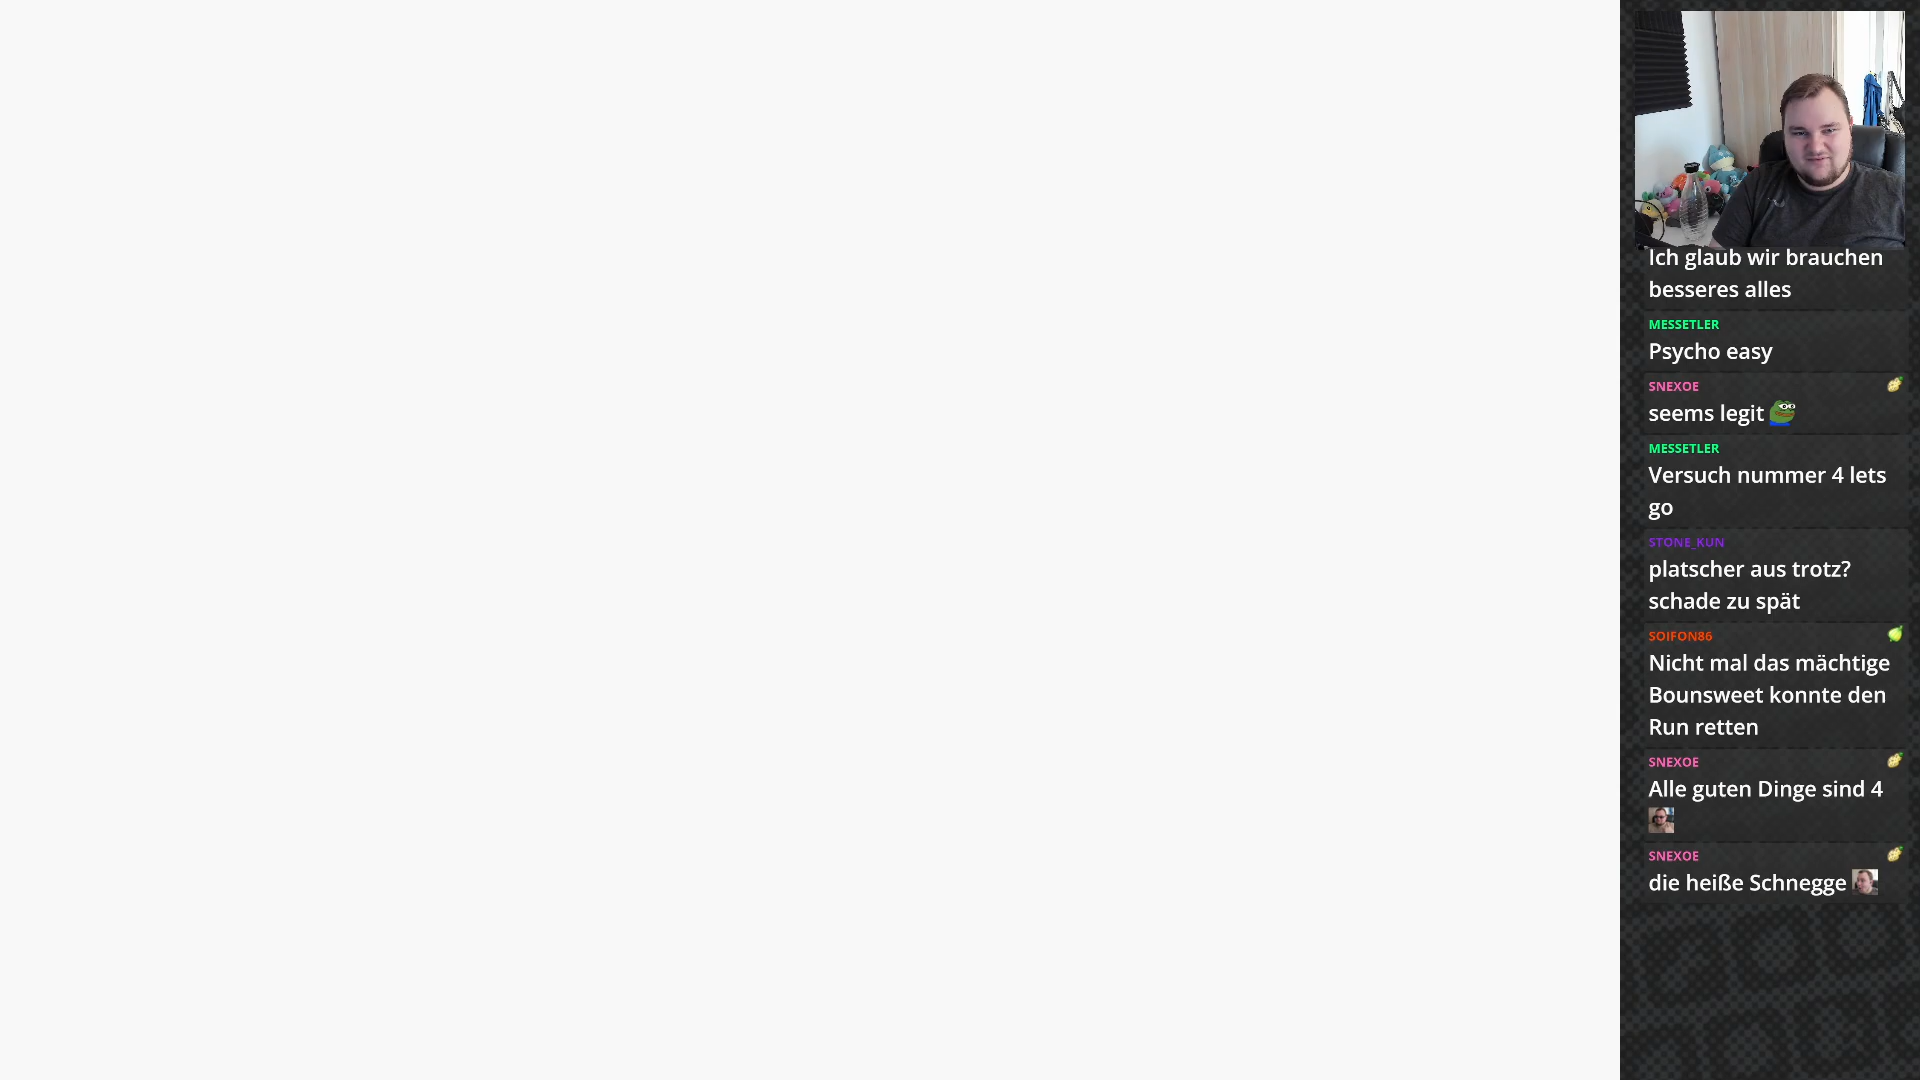 Ich glaub wir brauchen
besseres alles
MESSETLER
Psycho easy
SNEXOE
seems legit
MESSETLER
Versuch nummer 4 lets
go
STONE_KUN
platscher aus trotz?
schade zu spät
SOIFON86
Nicht mal das mächtige
Bounsweet konnte den
Run retten
SNEXOE
Alle guten Dinge sind 4
SNEXOE
die heiße Schnegge